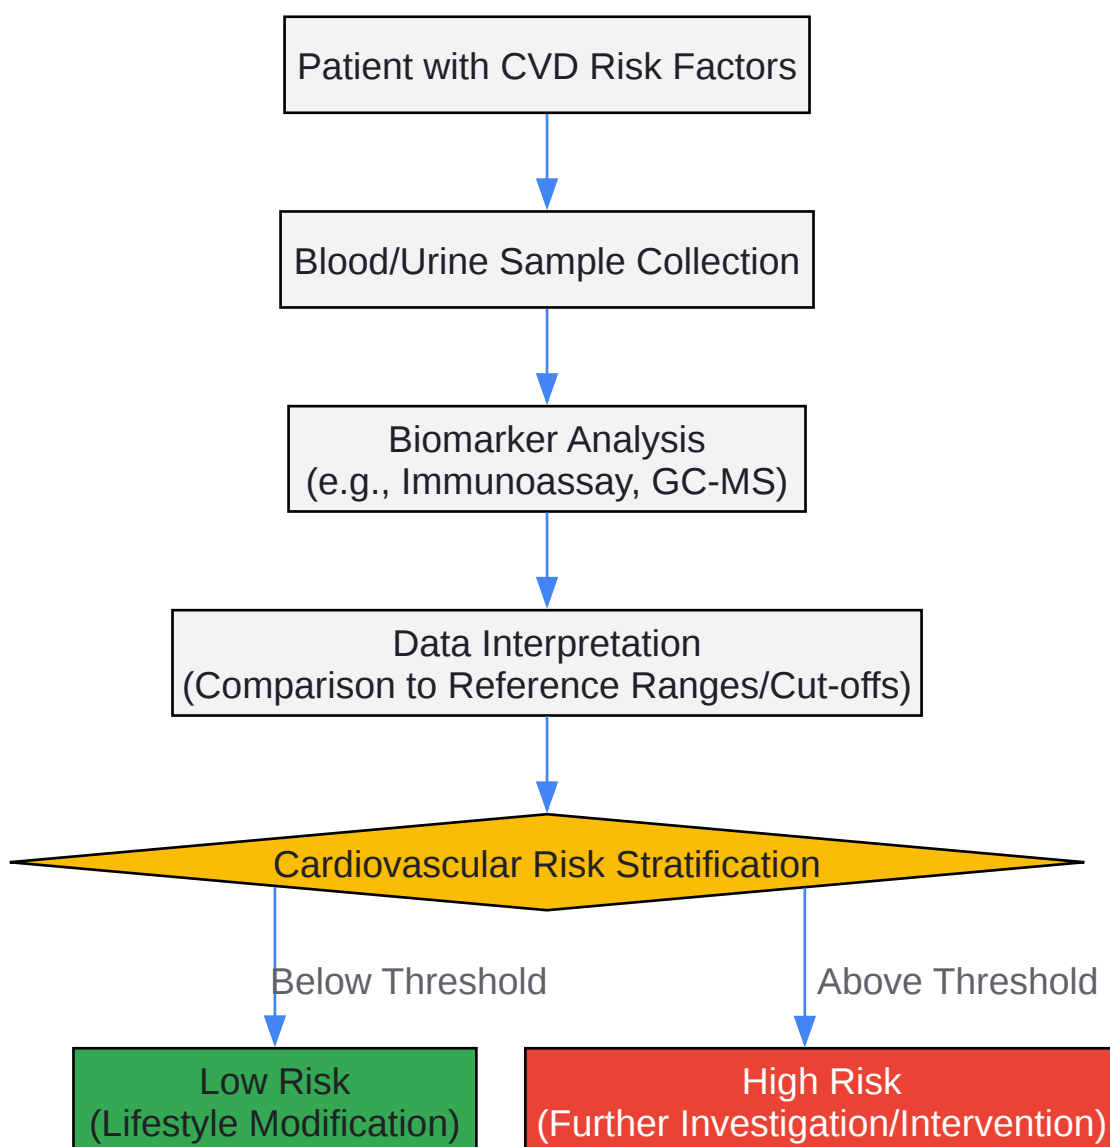 Patient with CVD Risk Factors
Blood/Urine Sample Collection
Biomarker Analysis
(e.g., Immunoassay, GC-MS)
Data Interpretation
(Comparison to Reference Ranges/Cut-offs)
Cardiovascular Risk Stratification
Below Threshold
Above Threshold
Low Risk
(Lifestyle Modification)
High Risk
(Further Investigation/Intervention)